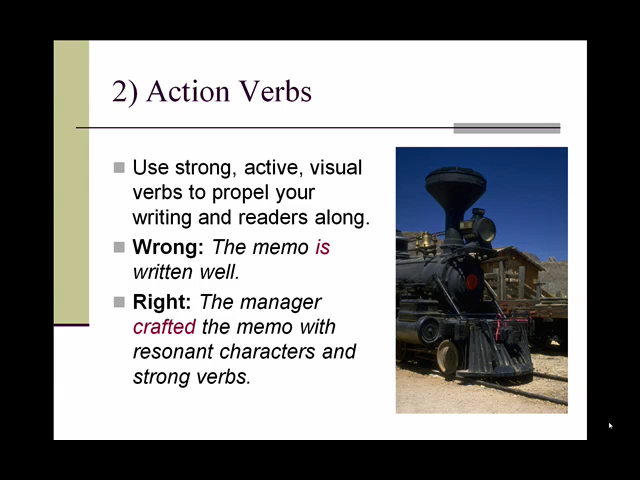 2) Action Verbs
Use strong, active, visual
verbs to propel your
writing and readers along.
Wrong: The memo is
written well.
Right: The manager
crafted the memo with
resonant characters and
strong verbs.